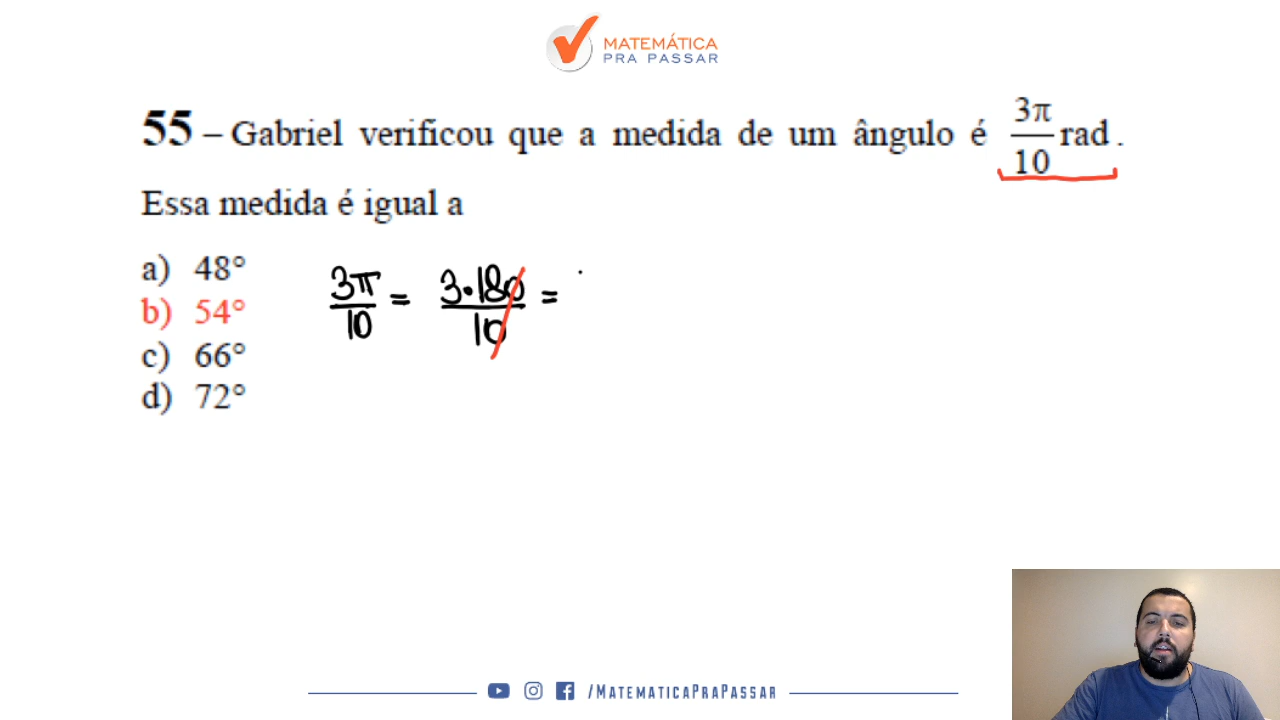 MATEMÁTICA
PRA PASSAR
55 – Gabriel verificou que a medida de um ângulo é 3π/10 rad.
Essa medida é igual a
a) 48°
b) 54°
c) 66°
d) 72°
3π/10 = 3·180/10 =
/MATEMATICAPRAPASSAR